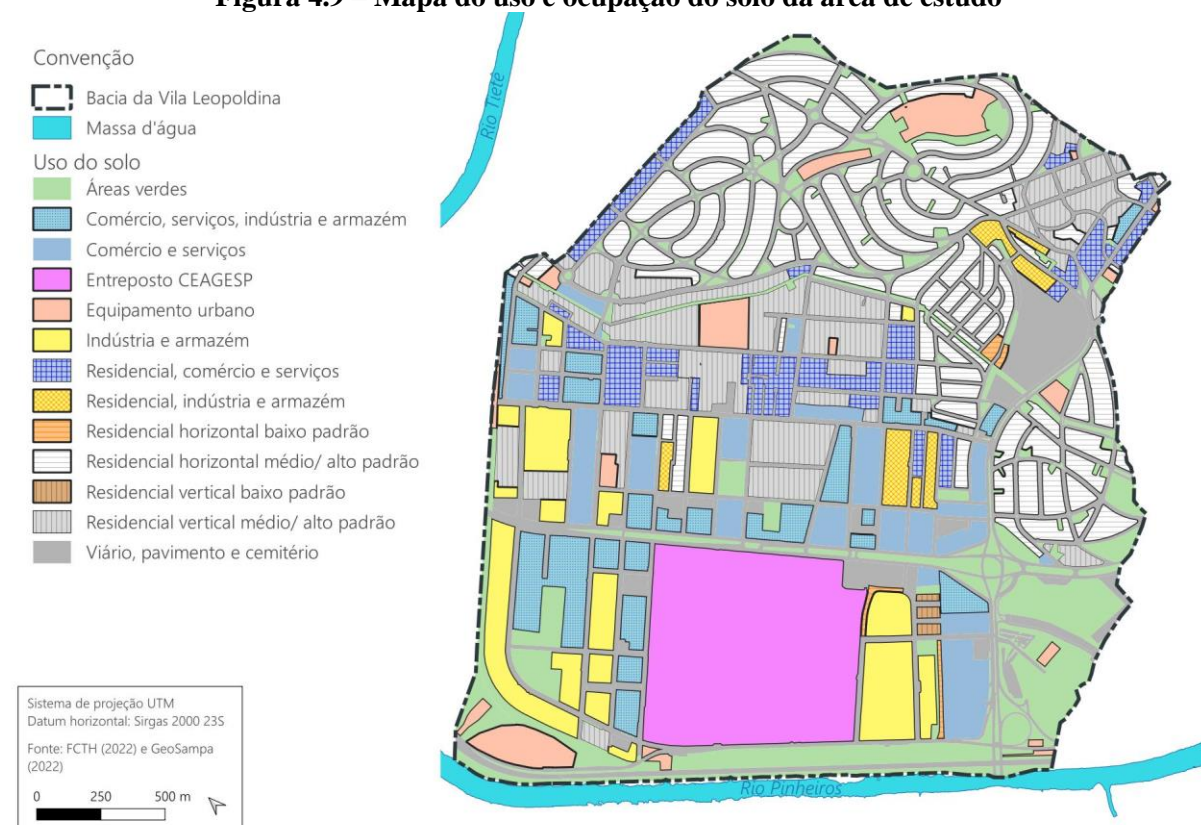 Figura 4.9 – Mapa do uso e ocupação do solo da área de estudo
Convenção
Bacia da Vila Leopoldina
Massa d'água
Uso do solo
Áreas verdes
Comércio, serviços, indústria e armazém
Comércio e serviços
Entreposto CEAGESP
Equipamento urbano
Indústria e armazém
Residencial, comércio e serviços
Residencial, indústria e armazém
Residencial horizontal baixo padrão
Residencial horizontal médio/ alto padrão
Residencial vertical baixo padrão
Residencial vertical médio/ alto padrão
Viário, pavimento e cemitério
Sistema de projeção UTM
Datum horizontal: Sirgas 2000 23S
Fonte: FCTH (2022) e GeoSampa
(2022)
0 250 500 m
Rio Tietê
Rio Pinheiros